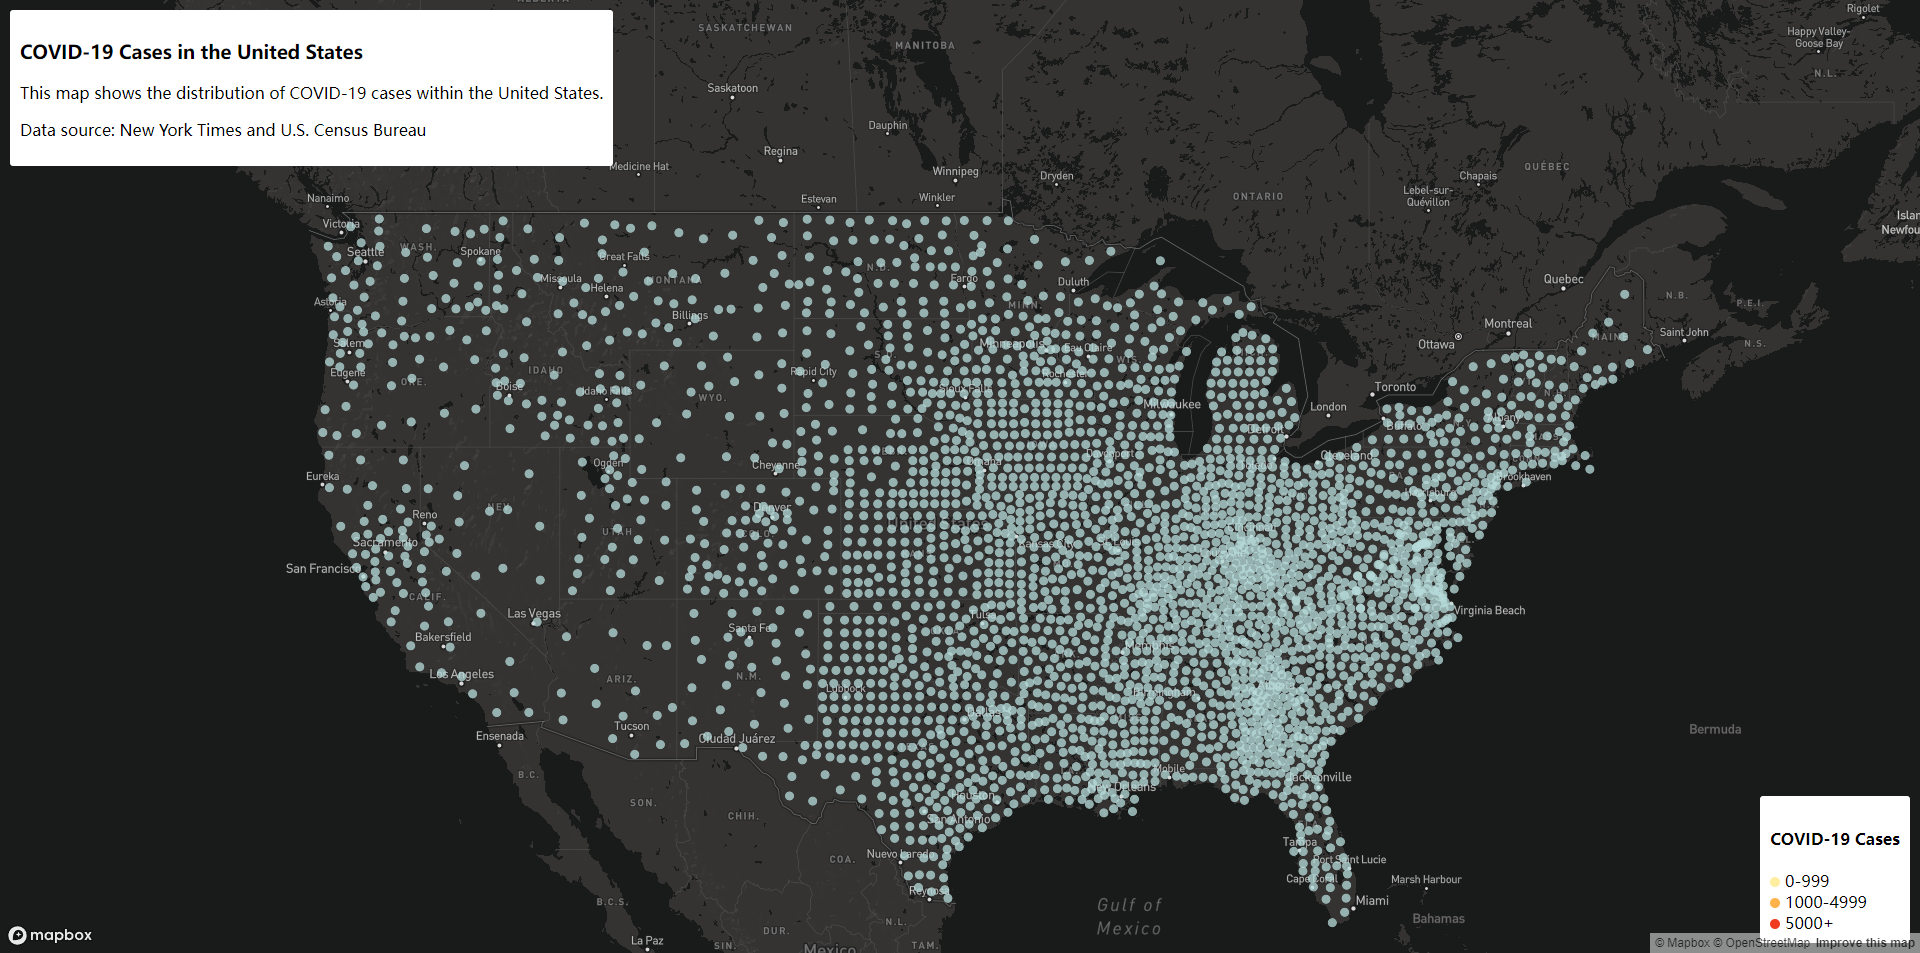 COVID-19 Cases in the United States
This map shows the distribution of COVID-19 cases within the United States.
Data source: New York Times and U.S. Census Bureau
SASKATCHEWAN
MANITOBA
Saskatoon
Dauphin
Regina
Medicine Hat
Winnipeg
Estevan
Winkler
Dryden
ONTARIO
QUÉBEC
Chapais
Lebel-sur-
Quévillon
Rigolet
Happy Valley-
Goose Bay
N.L.
Nanaimo
Victoria
Seattle
WASH.
Spokane
Great Falls
Missoula
MONTANA
Helena
Astoria
Billings
N.D.
Fargo
Duluth
MINN.
Quebec
N.B.
P.E.I.
Montreal
Saint John
MAINE
Ottawa
N.S.
Salem
Eugene
ORE.
IDAHO
Boise
Idaho Falls
WYO.
Rapid City
S.D.
Minneapolis
Eau Claire
WIS.
Rochester
Sioux Falls
Milwaukee
Toronto
London
Detroit
Buffalo
Albany
Cleveland
Brookhaven
Eureka
Ogden
Cheyenne
Omaha
Davenport
Reno
NEV.
UTAH
Denver
COLO.
United States
Kansas City
Sacramento
San Francisco
CALIF.
Las Vegas
Bakersfield
Los Angeles
Santa Fe
N.M.
ARIZ.
Tucson
Tulsa
Memphis
Birmingham
Virginia Beach
Lubbock
Dallas
Ensenada
Ciudad Juárez
B.C.
SON.
CHIH.
COA.
Mobile
New Orleans
Jacksonville
Houston
San Antonio
Nuevo Laredo
Reynosa
Tampa
Port Saint Lucie
Cape Coral
Miami
Marsh Harbour
Bahamas
Bermuda
Gulf of
Mexico
B.C.S.
La Paz
SIN.
DUR.
N.L.
TAM.
Mexico
COVID-19 Cases
0-999
1000-4999
5000+
mapbox
© Mapbox © OpenStreetMap Improve this map